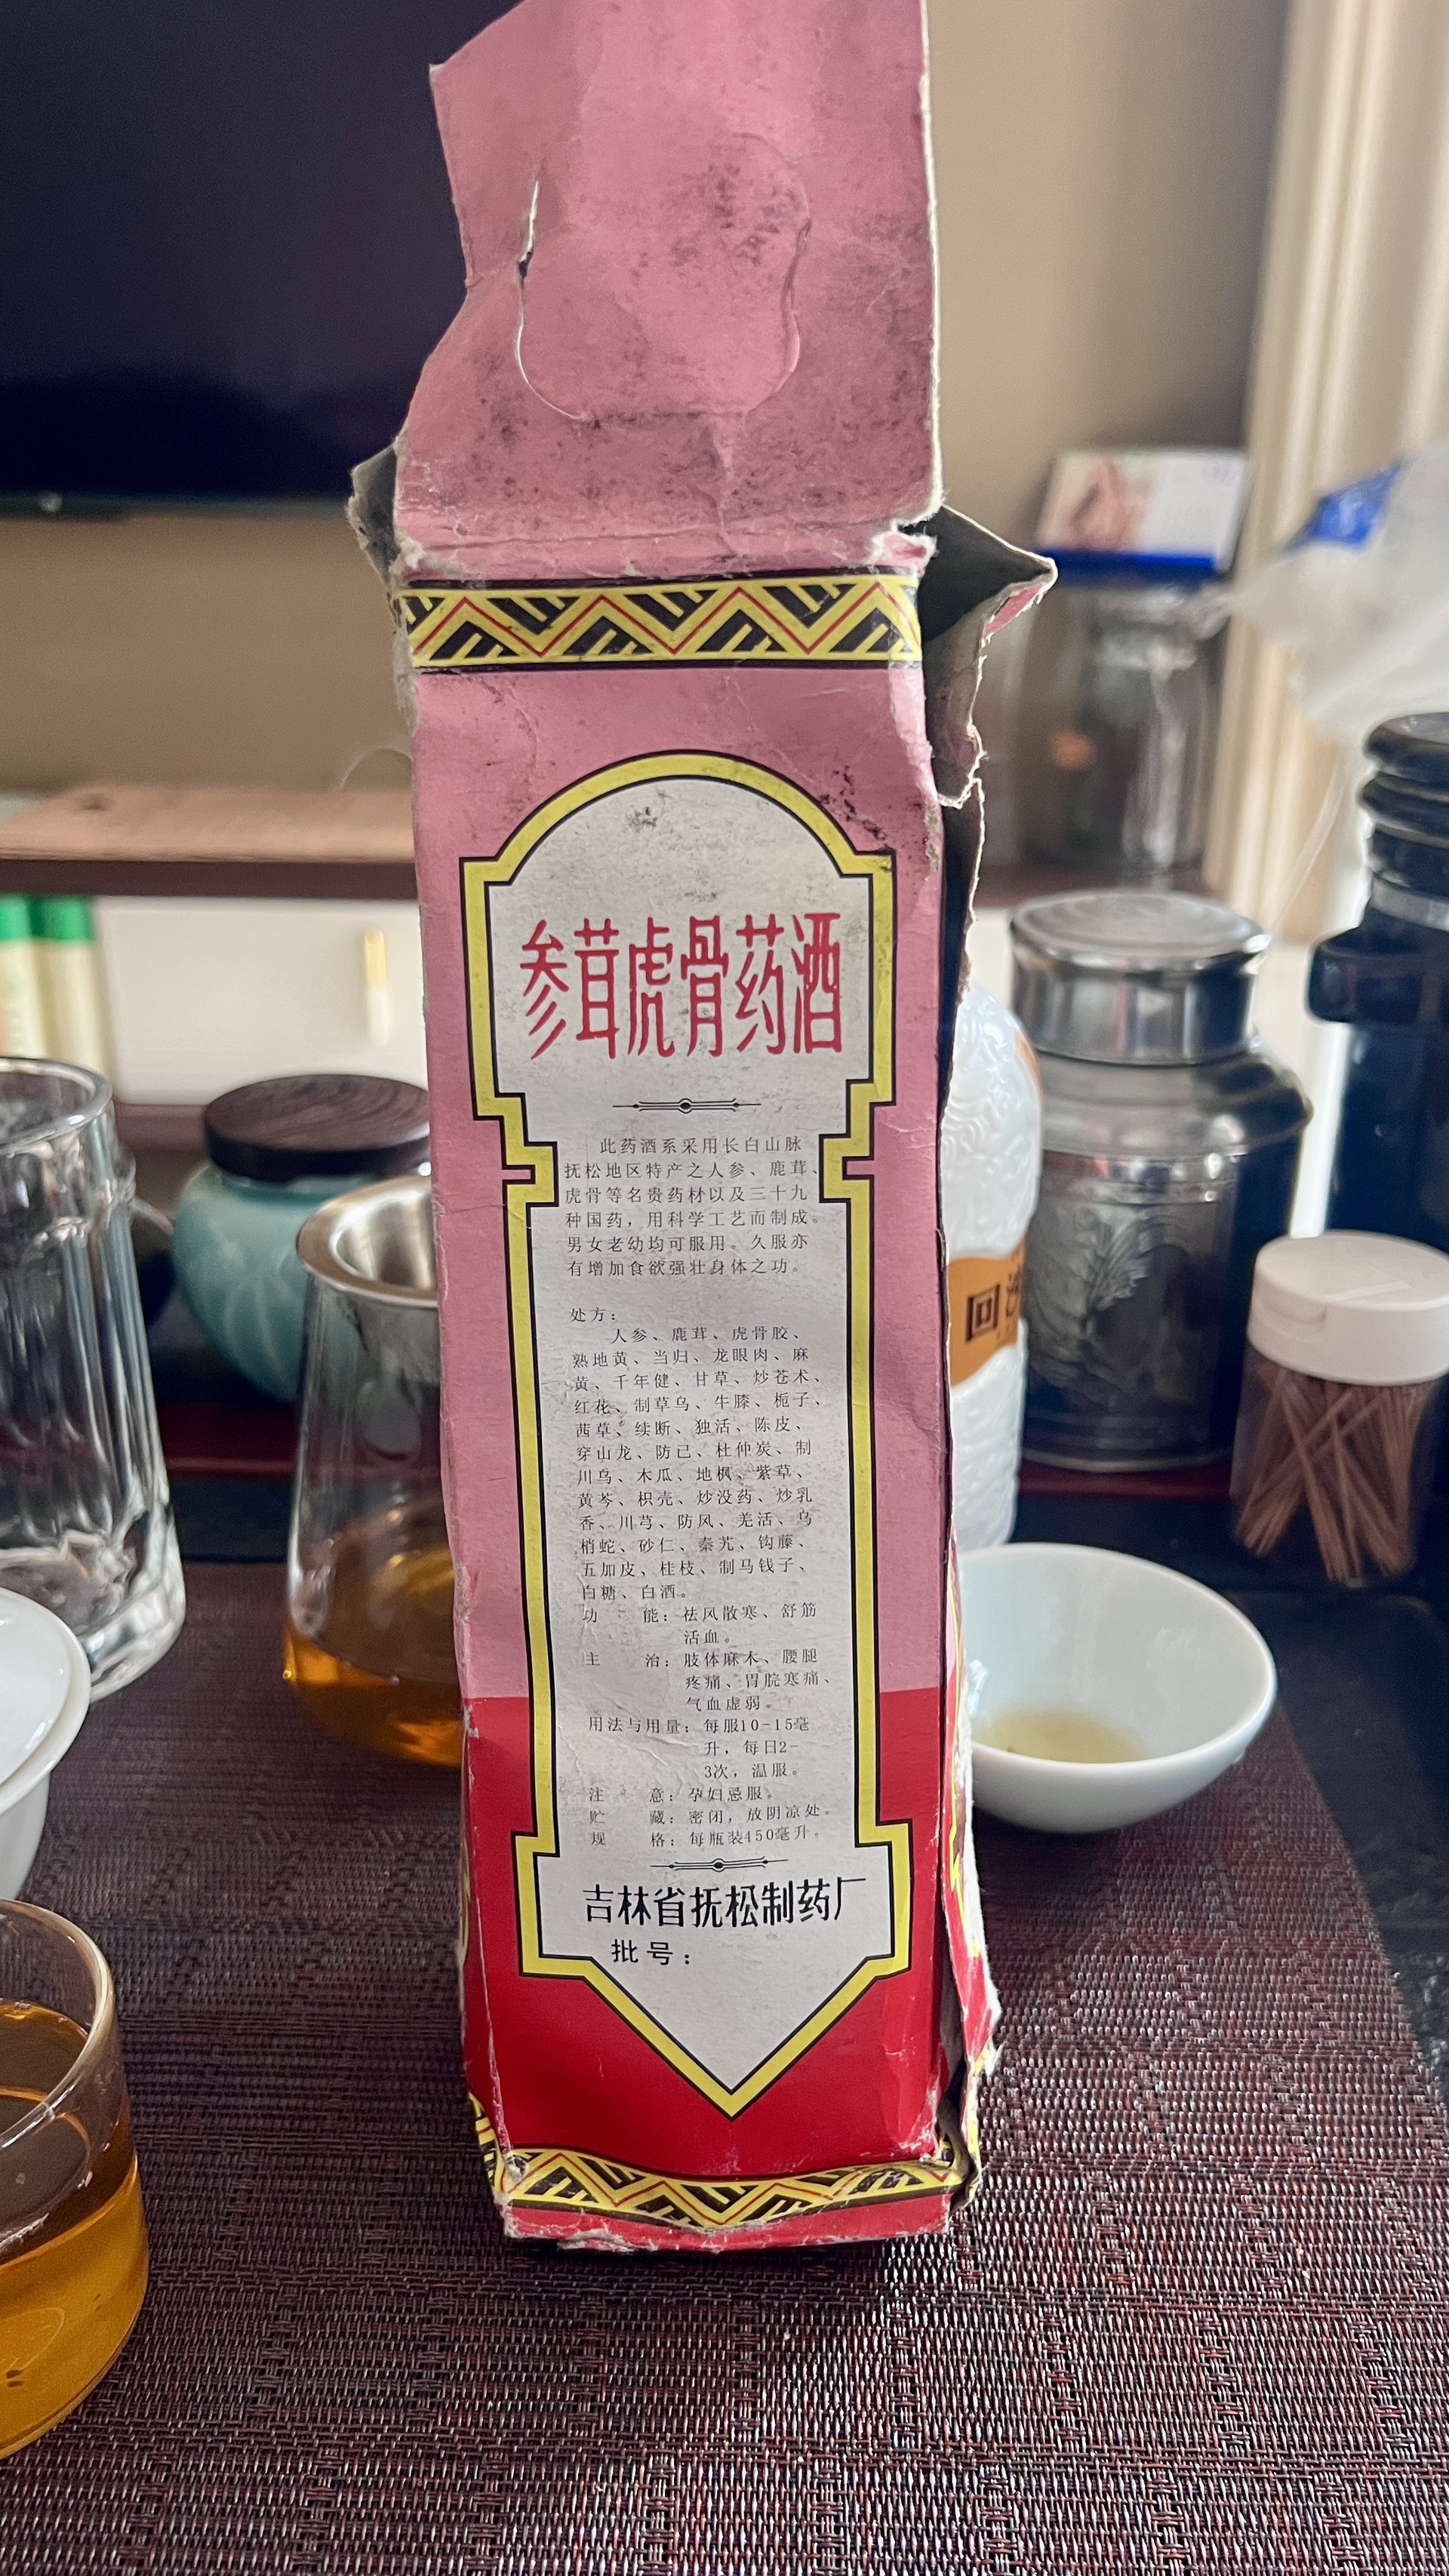 参茸虎骨药酒
此药酒系采用长白山脉
抚松地区特产之人参、鹿茸、
虎骨等名贵药材以及三十九
种国药，用科学工艺而制成。
男女老幼均可服用。久服亦
有增加食欲强壮身体之功。
处方：
人参、鹿茸、虎骨胶、
熟地黄、当归、龙眼肉、麻
黄、千年健、甘草、炒苍术、
红花、制草乌、牛膝、栀子、
茜草、续断、独活、陈皮、
穿山龙、防己、杜仲炭、制
川乌、木瓜、地枫、紫草、
黄芩、枳壳、炒没药、炒乳
香、川芎、防风、羌活、乌
梢蛇、砂仁、秦艽、钩藤、
五加皮、桂枝、制马钱子、
白糖、白酒。
功能：祛风散寒、舒筋
活血。
主治：肢体麻木、腰腿
疼痛、胃脘寒痛、
气血虚弱。
用法与用量：每服10-15毫
升，每日2-
3次，温服。
注意：孕妇忌服。
贮藏：密闭，放阴凉处。
规格：每瓶装450毫升。
吉林省抚松制药厂
批号：
回